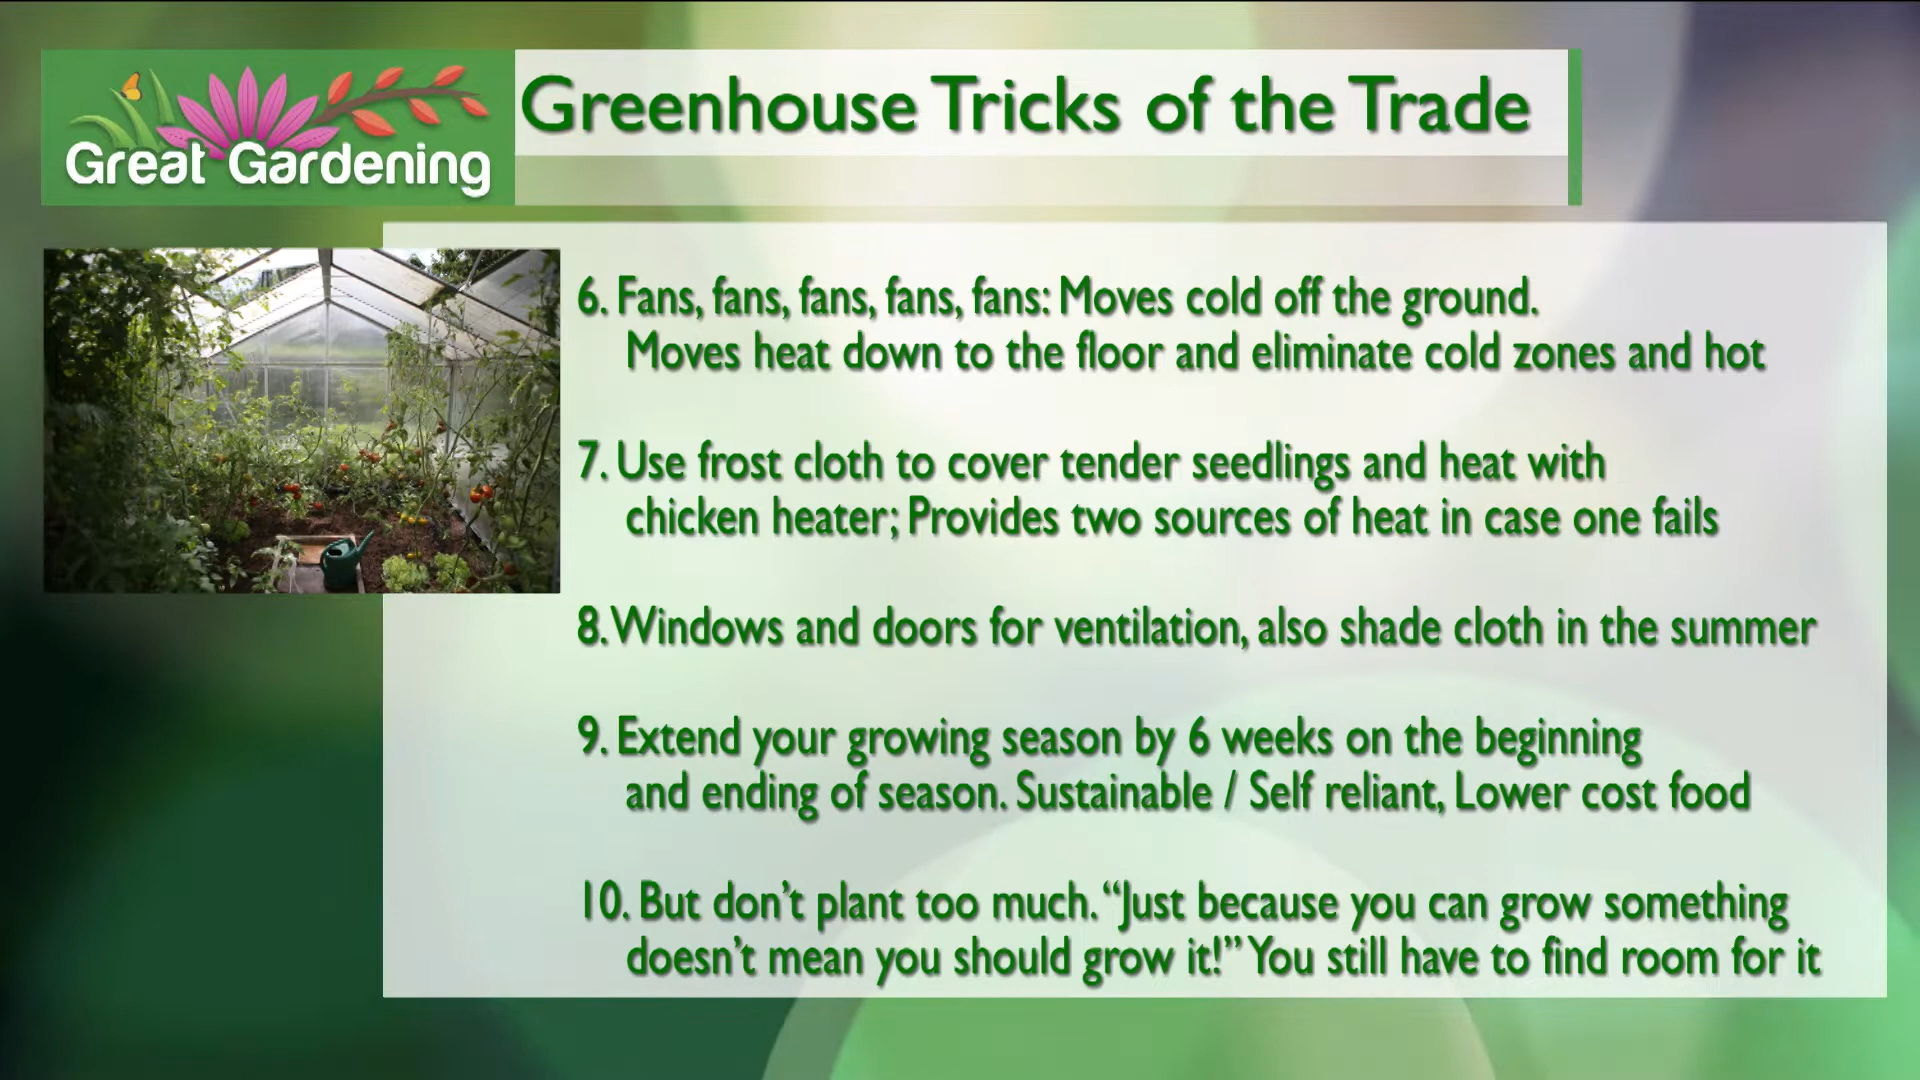 Great Gardening
Greenhouse Tricks of the Trade
6. Fans, fans, fans, fans, fans: Moves cold off the ground.
Moves heat down to the floor and eliminate cold zones and hot
7. Use frost cloth to cover tender seedlings and heat with
chicken heater; Provides two sources of heat in case one fails
8. Windows and doors for ventilation, also shade cloth in the summer
9. Extend your growing season by 6 weeks on the beginning
and ending of season. Sustainable / Self reliant, Lower cost food
10. But don’t plant too much. “Just because you can grow something
doesn’t mean you should grow it!” You still have to find room for it